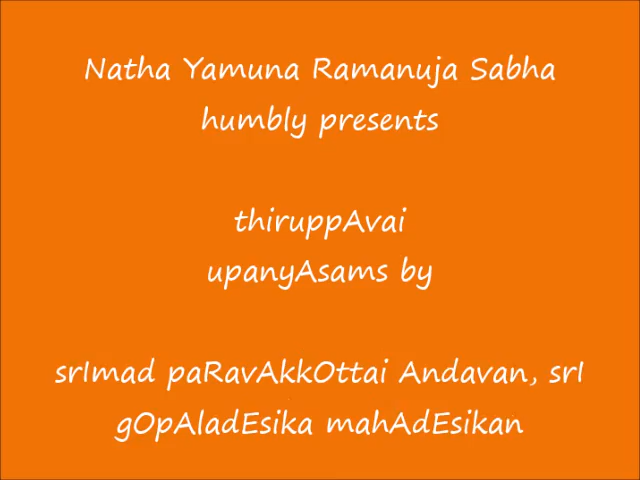 Natha Yamuna Ramanuja Sabha
humbly presents
thiruppAvai
upanyAsams by
srImad paRavAkkOttai Andavan, srI
gOpAladEsika mahAdEsikan